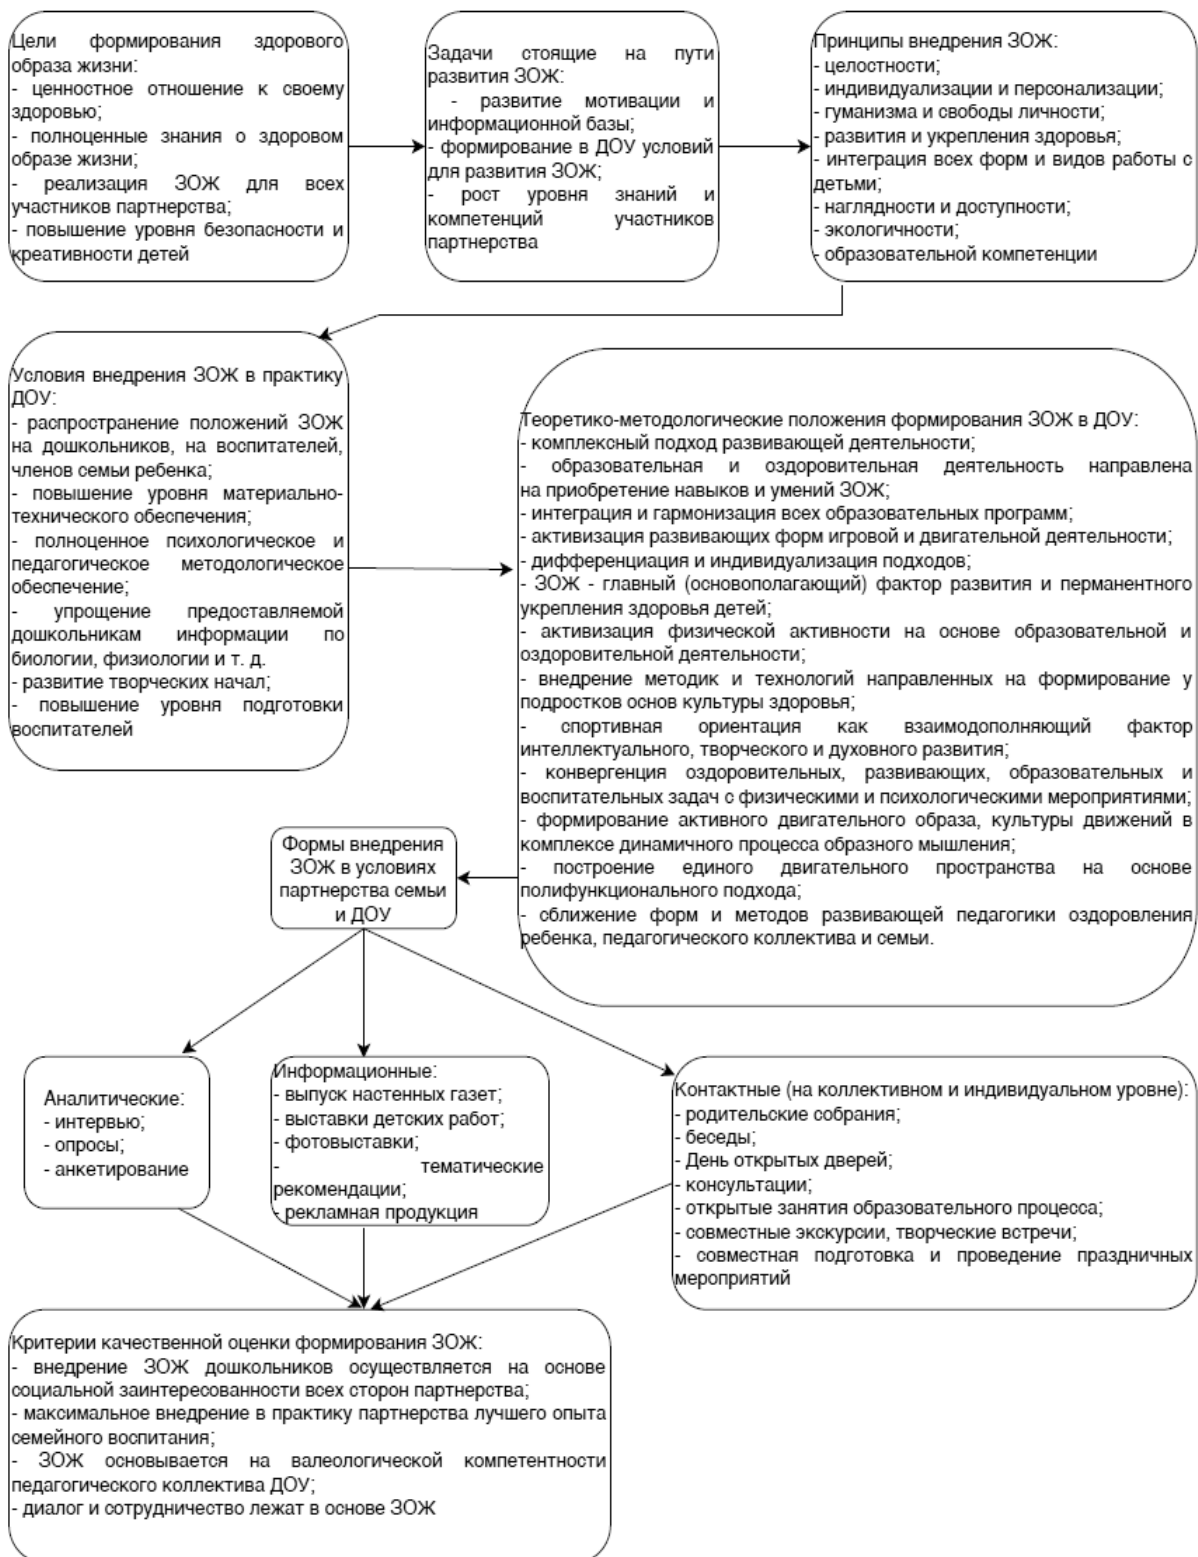 Цели формирования здорового
образа жизни:
- ценностное отношение к своему
здоровью;
- полноценные знания о здоровом
образе жизни;
- реализация ЗОЖ для всех
участников партнерства;
- повышение уровня безопасности и
креативности детей
Задачи стоящие на пути
развития ЗОЖ:
- развитие мотивации и
информационной базы;
- формирование в ДОУ условий
для развития ЗОЖ;
- рост уровня знаний и
компетенций участников
партнерства
Принципы внедрения ЗОЖ:
- целостности;
- индивидуализации и персонализации;
- гуманизма и свободы личности;
- развития и укрепления здоровья;
- интеграция всех форм и видов работы с
детьми;
- наглядности и доступности;
- экологичности;
- образовательной компетенции
Условия внедрения ЗОЖ в практику
ДОУ:
- распространение положений ЗОЖ
на дошкольников, на воспитателей,
членов семьи ребенка;
- повышение уровня материально-
технического обеспечения;
- полноценное психологическое и
педагогическое методологическое
обеспечение;
- упрощение предоставляемой
дошкольникам информации по
биологии, физиологии и т. д.
- развитие творческих начал;
- повышение уровня подготовки
воспитателей
Теоретико-методологические положения формирования ЗОЖ в ДОУ:
- комплексный подход развивающей деятельности;
- образовательная и оздоровительная деятельность направлена
на приобретение навыков и умений ЗОЖ;
- интеграция и гармонизация всех образовательных программ;
- активизация развивающих форм игровой и двигательной деятельности;
- дифференциация и индивидуализация подходов;
- ЗОЖ - главный (основополагающий) фактор развития и перманентного
укрепления здоровья детей;
- активизация физической активности на основе образовательной и
оздоровительной деятельности;
- внедрение методик и технологий направленных на формирование у
подростков основ культуры здоровья;
- спортивная ориентация как взаимодополняющий фактор
интеллектуального, творческого и духовного развития;
- конвергенция оздоровительных, развивающих, образовательных и
воспитательных задач с физическими и психологическими мероприятиями;
- формирование активного двигательного образа, культуры движений в
комплексе динамичного процесса образного мышления;
- построение единого двигательного пространства на основе
полифункционального подхода;
- сближение форм и методов развивающей педагогики оздоровления
ребенка, педагогического коллектива и семьи.
Формы внедрения
ЗОЖ в условиях
партнерства семьи
и ДОУ
Аналитические:
- интервью;
- опросы;
- анкетирование
Информационные:
- выпуск настенных газет;
- выставки детских работ;
- фотовыставки;
- тематические
рекомендации;
- рекламная продукция
Контактные (на коллективном и индивидуальном уровне):
- родительские собрания;
- беседы;
- День открытых дверей;
- консультации;
- открытые занятия образовательного процесса;
- совместные экскурсии, творческие встречи;
- совместная подготовка и проведение праздничных
мероприятий
Критерии качественной оценки формирования ЗОЖ:
- внедрение ЗОЖ дошкольников осуществляется на основе
социальной заинтересованности всех сторон партнерства;
- максимальное внедрение в практику партнерства лучшего опыта
семейного воспитания;
- ЗОЖ основывается на валеологической компетентности
педагогического коллектива ДОУ;
- диалог и сотрудничество лежат в основе ЗОЖ